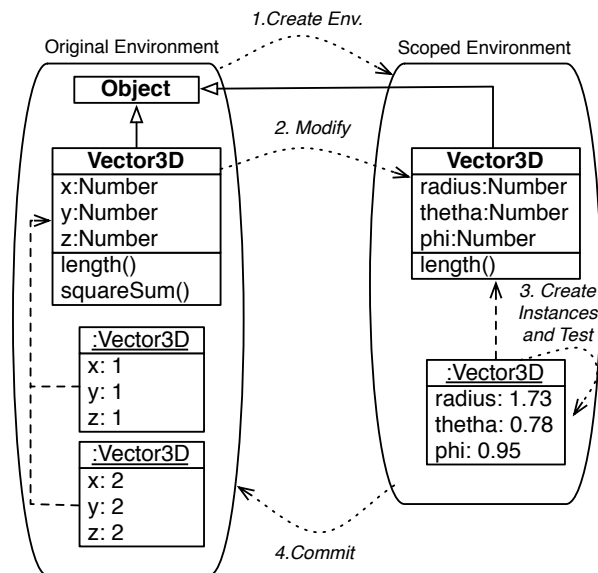 1.Create Env.
Original Environment
Scoped Environment
Object
2. Modify
Vector3D
x:Number
y:Number
z:Number
length()
squareSum()
Vector3D
radius:Number
thetha:Number
phi:Number
length()
3. Create
Instances
and Test
:Vector3D
x: 1
y: 1
z: 1
:Vector3D
radius: 1.73
thetha: 0.78
phi: 0.95
:Vector3D
x: 2
y: 2
z: 2
4.Commit